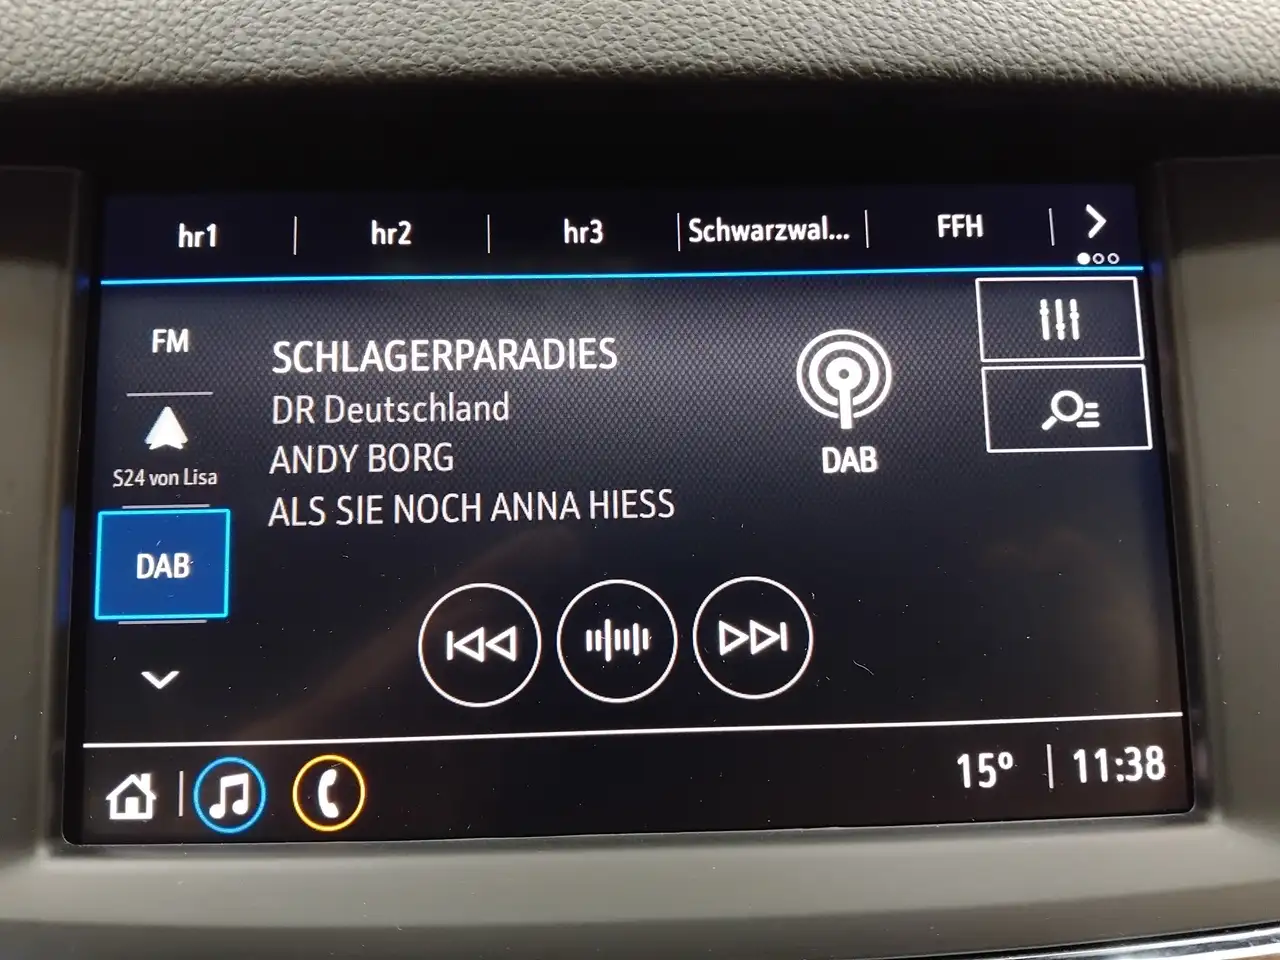 hr1
hr2
hr3
Schwarzwal...
FFH
FM
S24 von Lisa
DAB
SCHLAGERPARADIES
DR Deutschland
ANDY BORG
ALS SIE NOCH ANNA HIESS
DAB
15°
11:38